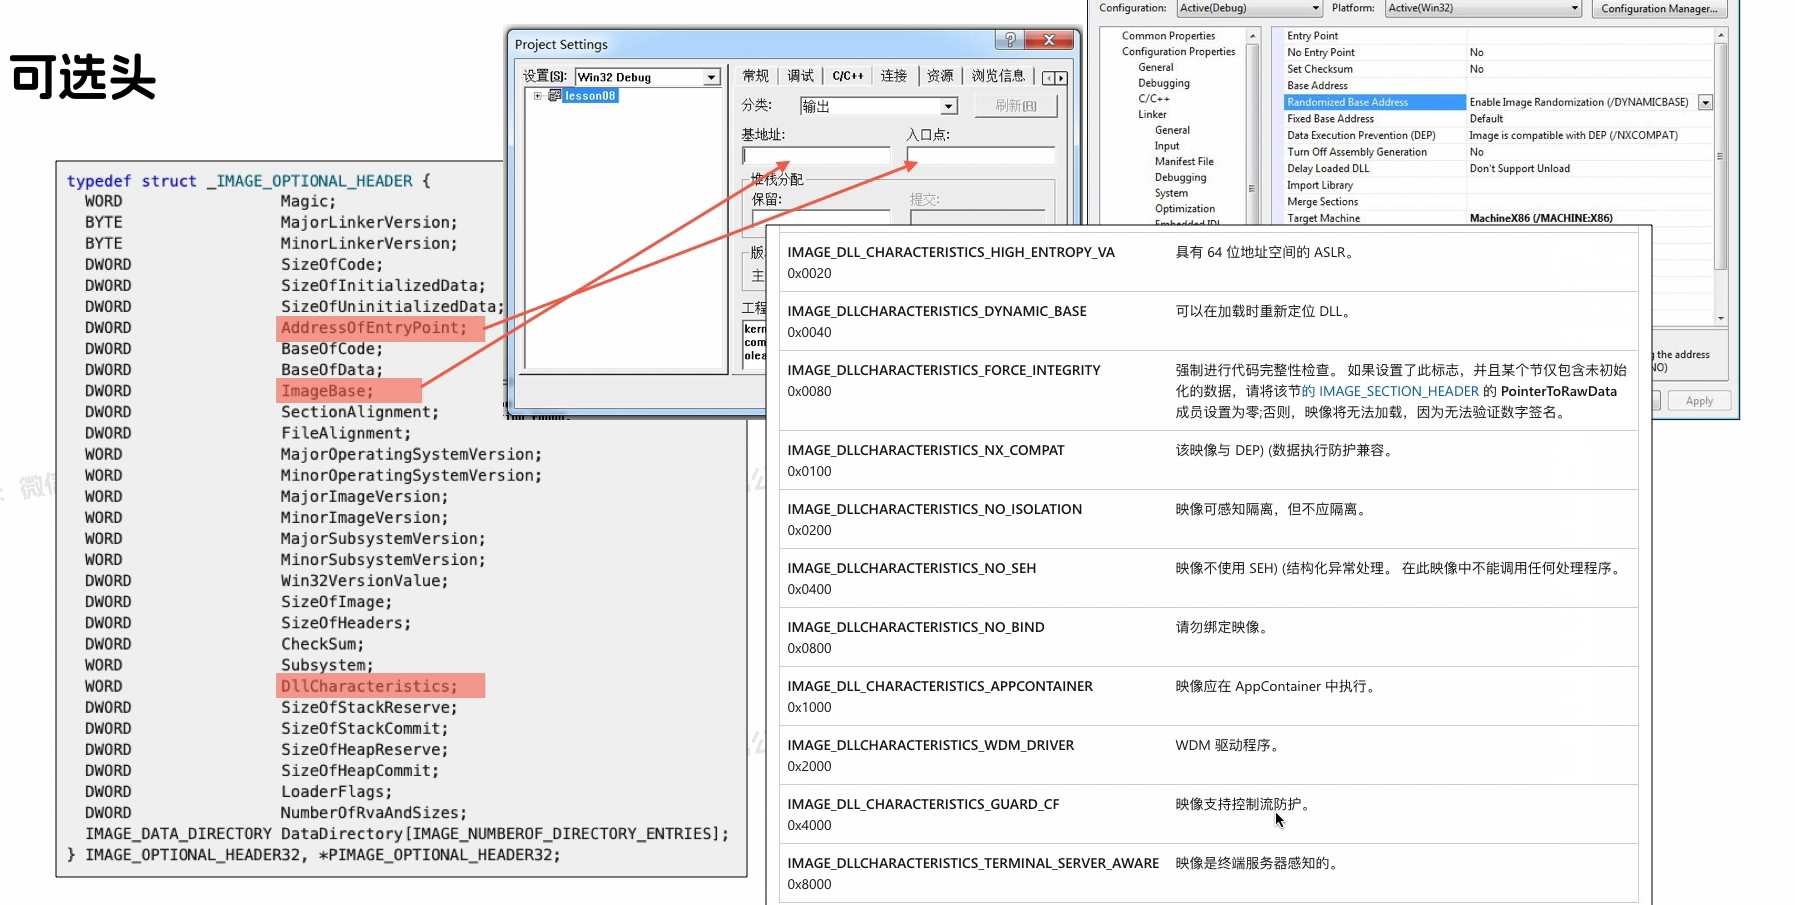 可选头
typedef struct _IMAGE_OPTIONAL_HEADER {
WORD Magic;
BYTE MajorLinkerVersion;
BYTE MinorLinkerVersion;
DWORD SizeOfCode;
DWORD SizeOfInitializedData;
DWORD SizeOfUninitializedData;
DWORD AddressOfEntryPoint;
DWORD BaseOfCode;
DWORD BaseOfData;
DWORD ImageBase;
DWORD SectionAlignment;
DWORD FileAlignment;
WORD MajorOperatingSystemVersion;
WORD MinorOperatingSystemVersion;
WORD MajorImageVersion;
WORD MinorImageVersion;
WORD MajorSubsystemVersion;
WORD MinorSubsystemVersion;
DWORD Win32VersionValue;
DWORD SizeOfImage;
DWORD SizeOfHeaders;
DWORD CheckSum;
WORD Subsystem;
WORD DllCharacteristics;
DWORD SizeOfStackReserve;
DWORD SizeOfStackCommit;
DWORD SizeOfHeapReserve;
DWORD SizeOfHeapCommit;
DWORD LoaderFlags;
DWORD NumberOfRvaAndSizes;
IMAGE_DATA_DIRECTORY DataDirectory[IMAGE_NUMBEROF_DIRECTORY_ENTRIES];
} IMAGE_OPTIONAL_HEADER32, *PIMAGE_OPTIONAL_HEADER32;
Project Settings
设置[S]: Win32 Debug
lesson08
常规 调试 C/C++ 连接 资源 浏览信息
分类: 输出 刷新[R]
基地址: 入口点:
堆栈分配
保留: 提交:
主
工程
kern
com
olea
Configuration: Active(Debug) Platform: Active(Win32) Configuration Manager...
Common Properties
Configuration Properties
General
Debugging
C/C++
Linker
General
Input
Manifest File
Debugging
System
Optimization
Embedded IDL
Entry Point
No Entry Point No
Set Checksum No
Base Address
Randomized Base Address Enable Image Randomization (/DYNAMICBASE)
Fixed Base Address Default
Data Execution Prevention (DEP) Image is compatible with DEP (/NXCOMPAT)
Turn Off Assembly Generation No
Delay Loaded DLL Don't Support Unload
Import Library
Merge Sections
Target Machine MachineX86 (/MACHINE:X86)
g the address
NO)
Apply
IMAGE_DLL_CHARACTERISTICS_HIGH_ENTROPY_VA 具有 64 位地址空间的 ASLR。
0x0020
IMAGE_DLLCHARACTERISTICS_DYNAMIC_BASE 可以在加载时重新定位 DLL。
0x0040
IMAGE_DLLCHARACTERISTICS_FORCE_INTEGRITY 强制进行代码完整性检查。 如果设置了此标志，并且某个节仅包含未初始
0x0080 化的数据，请将该节的 IMAGE_SECTION_HEADER 的 PointerToRawData
成员设置为零;否则，映像将无法加载，因为无法验证数字签名。
IMAGE_DLLCHARACTERISTICS_NX_COMPAT 该映像与 DEP) (数据执行防护兼容。
0x0100
IMAGE_DLLCHARACTERISTICS_NO_ISOLATION 映像可感知隔离，但不应隔离。
0x0200
IMAGE_DLLCHARACTERISTICS_NO_SEH 映像不使用 SEH) (结构化异常处理。 在此映像中不能调用任何处理程序。
0x0400
IMAGE_DLLCHARACTERISTICS_NO_BIND 请勿绑定映像。
0x0800
IMAGE_DLL_CHARACTERISTICS_APPCONTAINER 映像应在 AppContainer 中执行。
0x1000
IMAGE_DLLCHARACTERISTICS_WDM_DRIVER WDM 驱动程序。
0x2000
IMAGE_DLL_CHARACTERISTICS_GUARD_CF 映像支持控制流防护。
0x4000
IMAGE_DLLCHARACTERISTICS_TERMINAL_SERVER_AWARE 映像是终端服务器感知的。
0x8000